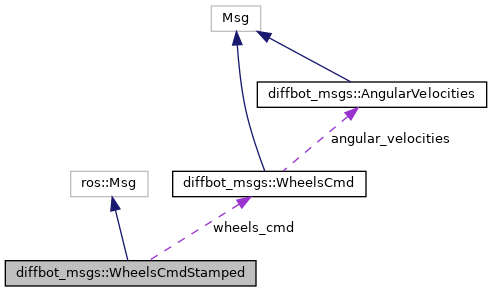 Msg
diffbot_msgs::AngularVelocities
angular_velocities
ros::Msg
diffbot_msgs::WheelsCmd
wheels_cmd
diffbot_msgs::WheelsCmdStamped